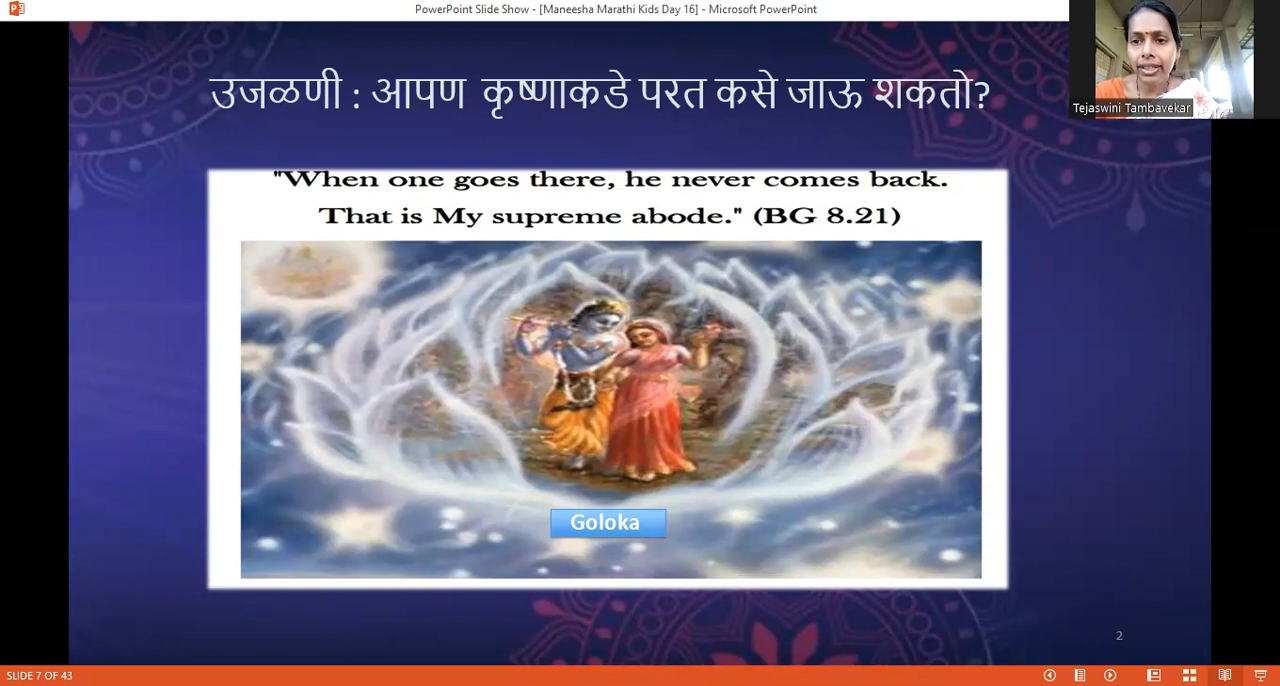 PowerPoint Slide Show - [Maneesha Marathi Kids Day 16] - Microsoft PowerPoint
Tejaswini Tambavekar
उजळणी : आपण कृष्णाकडे परत कसे जाऊ शकतो?
"When one goes there, he never comes back.
That is My supreme abode." (BG 8.21)
Goloka
2
SLIDE 7 OF 43